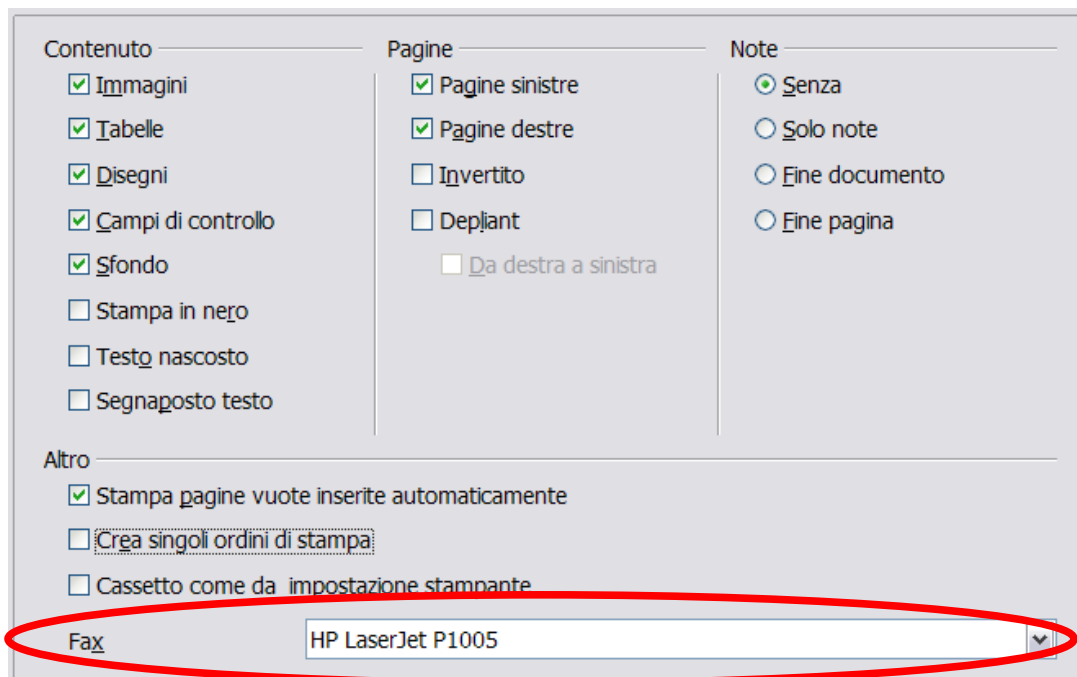 Contenuto
Immagini
Tabelle
Disegni
Campi di controllo
Sfondo
Stampa in nero
Testo nascosto
Segnaposto testo
Pagine
Pagine sinistre
Pagine destre
Invertito
Depliant
Da destra a sinistra
Note
Senza
Solo note
Fine documento
Fine pagina
Altro
Stampa pagine vuote inserite automaticamente
Crea singoli ordini di stampa
Cassetto come da impostazione stampante
Fax HP LaserJet P1005